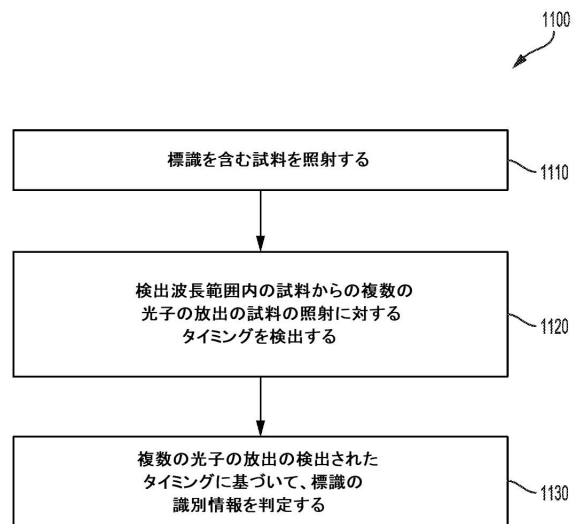 1100
標識を含む試料を照射する
1110
検出波長範囲内の試料からの複数の
光子の放出の試料の照射に対する
タイミングを検出する
1120
複数の光子の放出の検出された
タイミングに基づいて、標識の
識別情報を判定する
1130